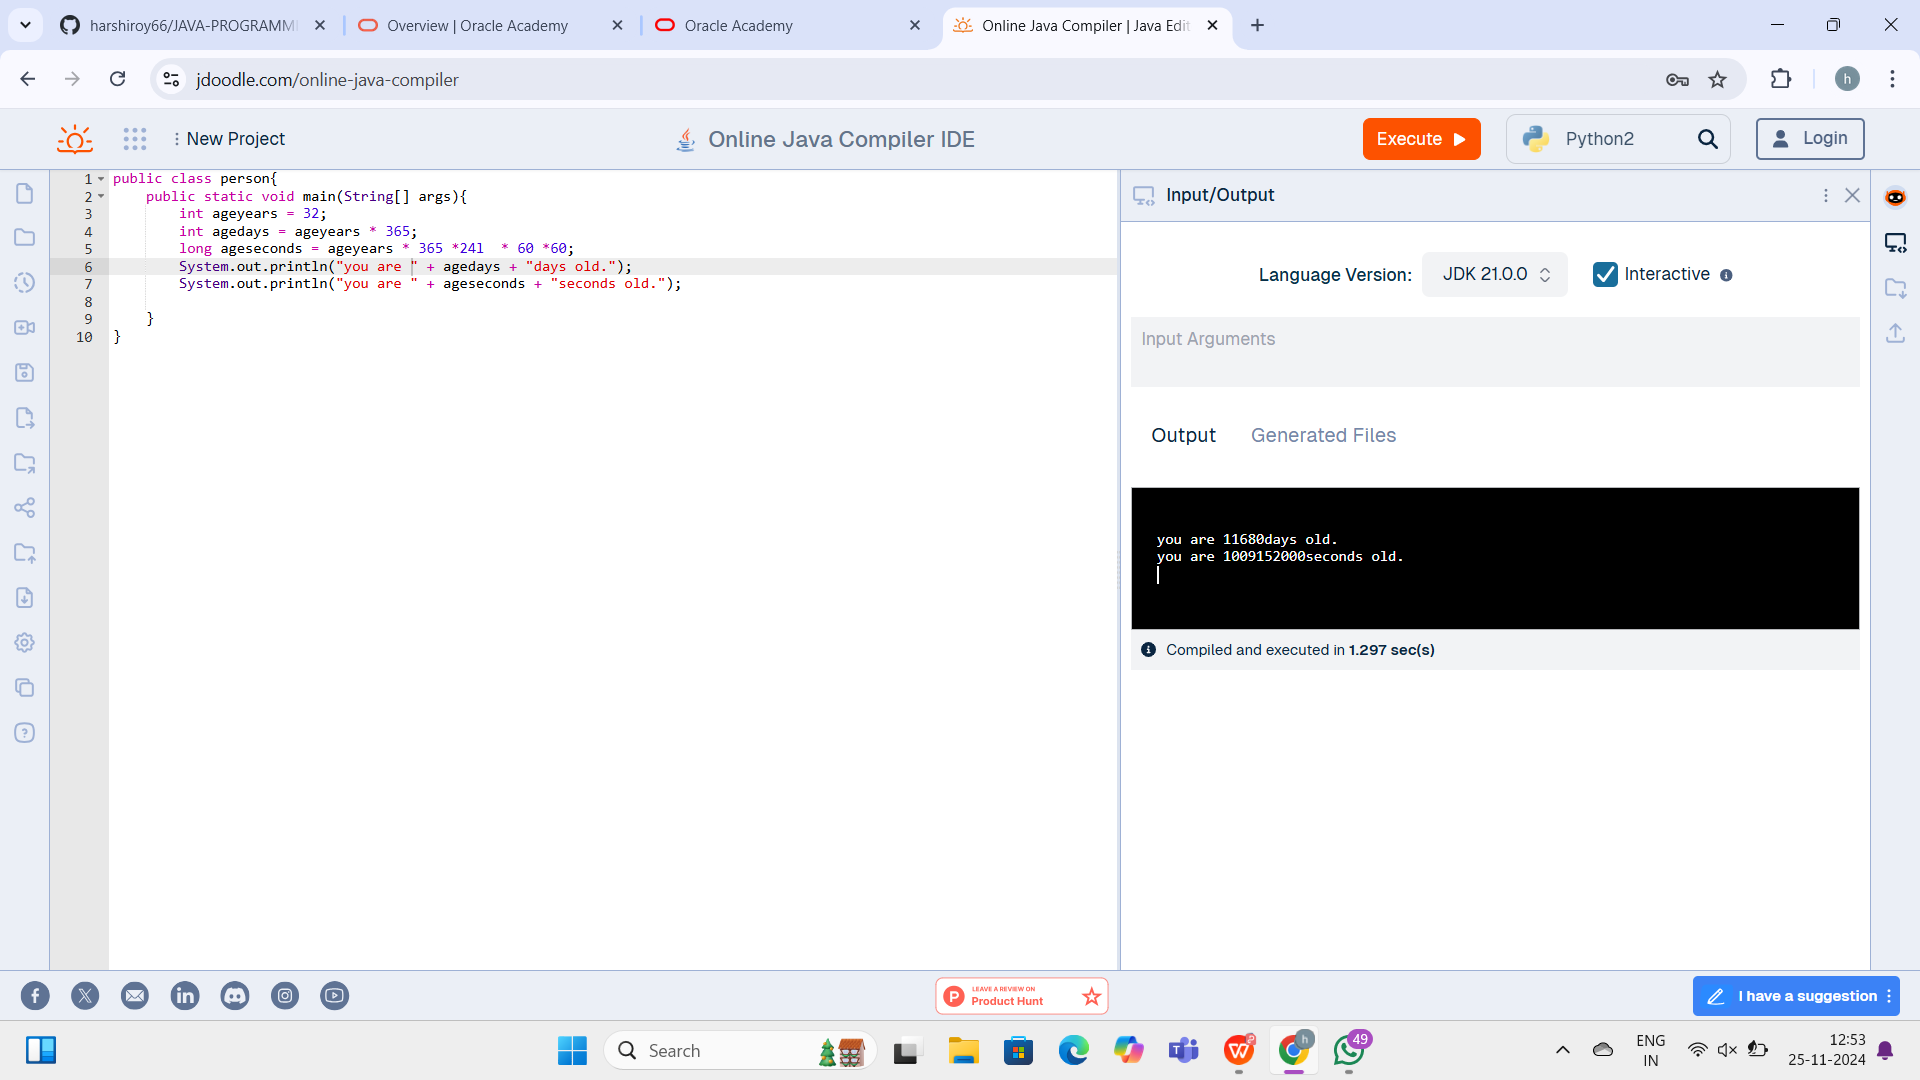 harshiroy66/JAVA-PROGRAMM
Overview | Oracle Academy
Oracle Academy
Online Java Compiler | Java Edit
jdoodle.com/online-java-compiler
h
New Project
Online Java Compiler IDE
Execute
Python2
Login
1 public class person{
2 public static void main(String[] args){
3 int ageyears = 32;
4 int agedays = ageyears * 365;
5 long ageseconds = ageyears * 365 *24l  * 60 *60;
6 System.out.println("you are " + agedays + "days old.");
7 System.out.println("you are " + ageseconds + "seconds old.");
8
9 }
10 }
Input/Output
Language Version: JDK 21.0.0 Interactive
Input Arguments
Output Generated Files
you are 11680days old.
you are 1009152000seconds old.
Compiled and executed in 1.297 sec(s)
LEAVE A REVIEW ON
Product Hunt
I have a suggestion
Search
h
49
ENG
IN
12:53
25-11-2024